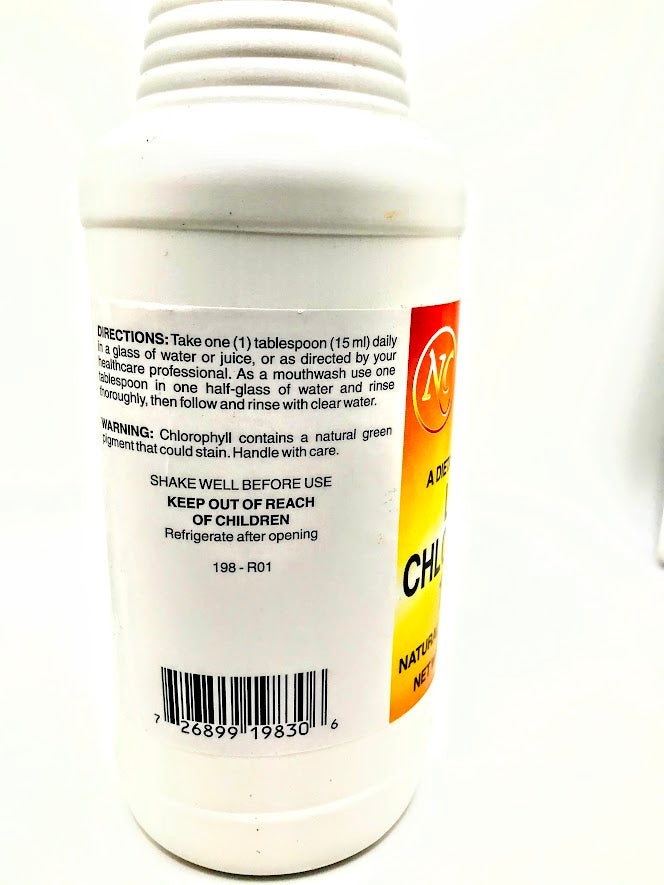 DIRECTIONS: Take one (1) tablespoon (15 ml) daily
in a glass of water or juice, or as directed by your
healthcare professional. As a mouthwash use one
tablespoon in one half-glass of water and rinse
thoroughly, then follow and rinse with clear water.
WARNING: Chlorophyll contains a natural green
pigment that could stain. Handle with care.
SHAKE WELL BEFORE USE
KEEP OUT OF REACH
OF CHILDREN
Refrigerate after opening
198 - R01
7 26899 19830 6
NC
A DIET
CHLO
NATURA
NET